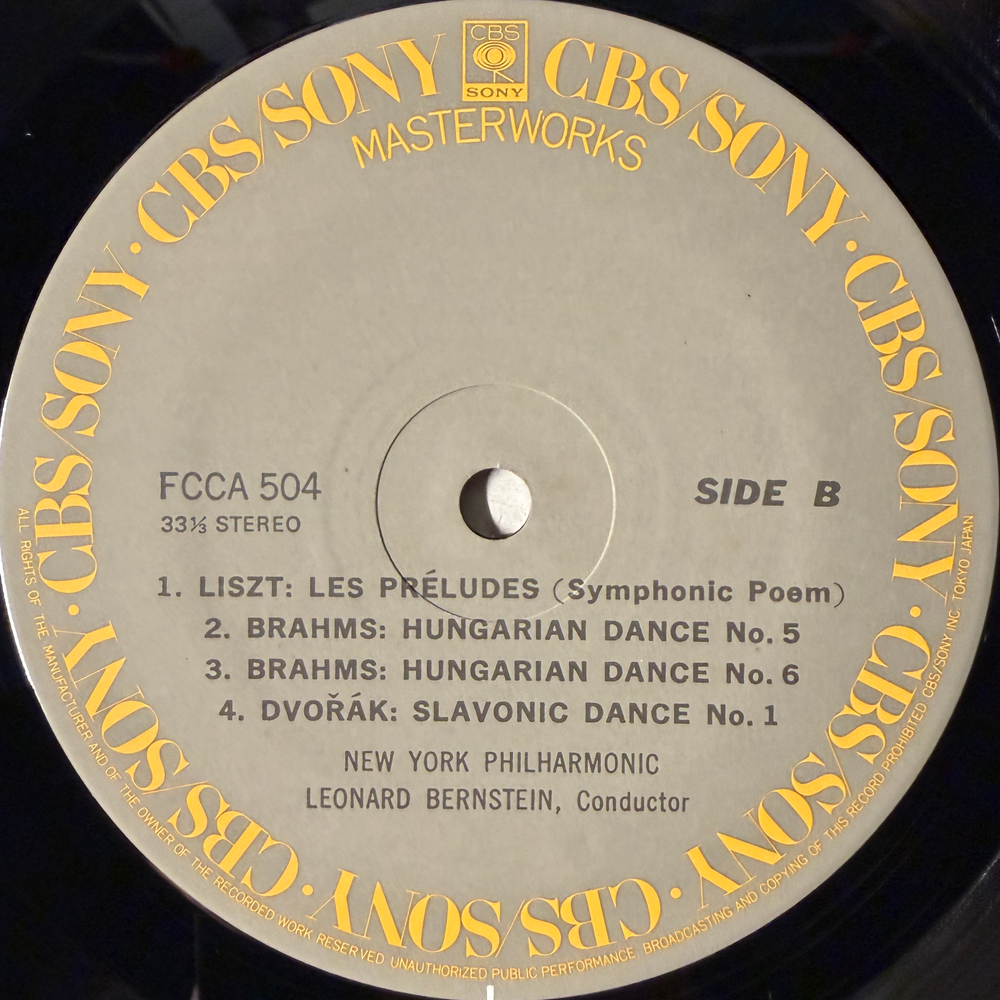 CBS
SONY
CBS/SONY · CBS/SONY · CBS/SONY · CBS/SONY · CBS/SONY · CBS/SONY · CBS/SONY · CBS/SONY
MASTERWORKS
FCCA 504
33⅓ STEREO
SIDE B
1. LISZT: LES PRÉLUDES (Symphonic Poem)
2. BRAHMS: HUNGARIAN DANCE No. 5
3. BRAHMS: HUNGARIAN DANCE No. 6
4. DVOŘÁK: SLAVONIC DANCE No. 1
NEW YORK PHILHARMONIC
LEONARD BERNSTEIN, Conductor
ALL RIGHTS OF THE MANUFACTURER AND OF THE OWNER OF THE RECORDED WORK RESERVED UNAUTHORIZED PUBLIC PERFORMANCE BROADCASTING AND COPYING OF THIS RECORD PROHIBITED CBS/SONY INC. TOKYO JAPAN